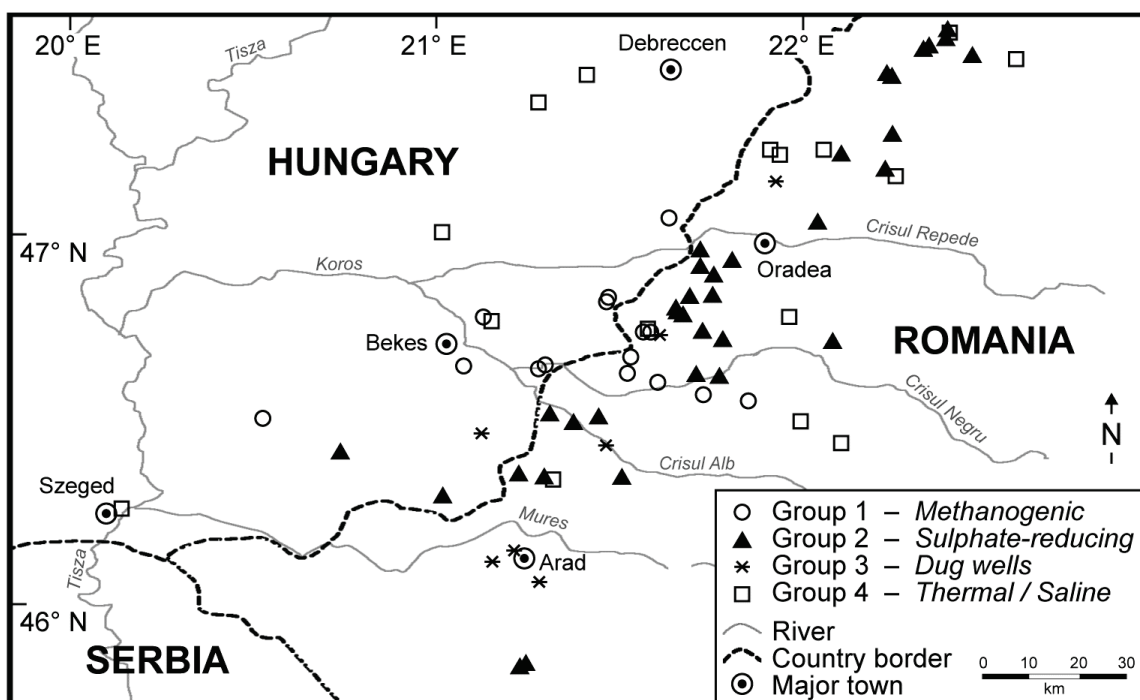 20° E
21° E
22° E
Tisza
Debreccen
HUNGARY
47° N
Crisul Repede
Oradea
Koros
Bekes
ROMANIA
Crisul Negru
N
Crisul Alb
Szeged
Mures
Arad
Tisza
46° N
SERBIA
Group 1 – Methanogenic
Group 2 – Sulphate-reducing
Group 3 – Dug wells
Group 4 – Thermal / Saline
River
Country border
Major town
0 10 20 30
km